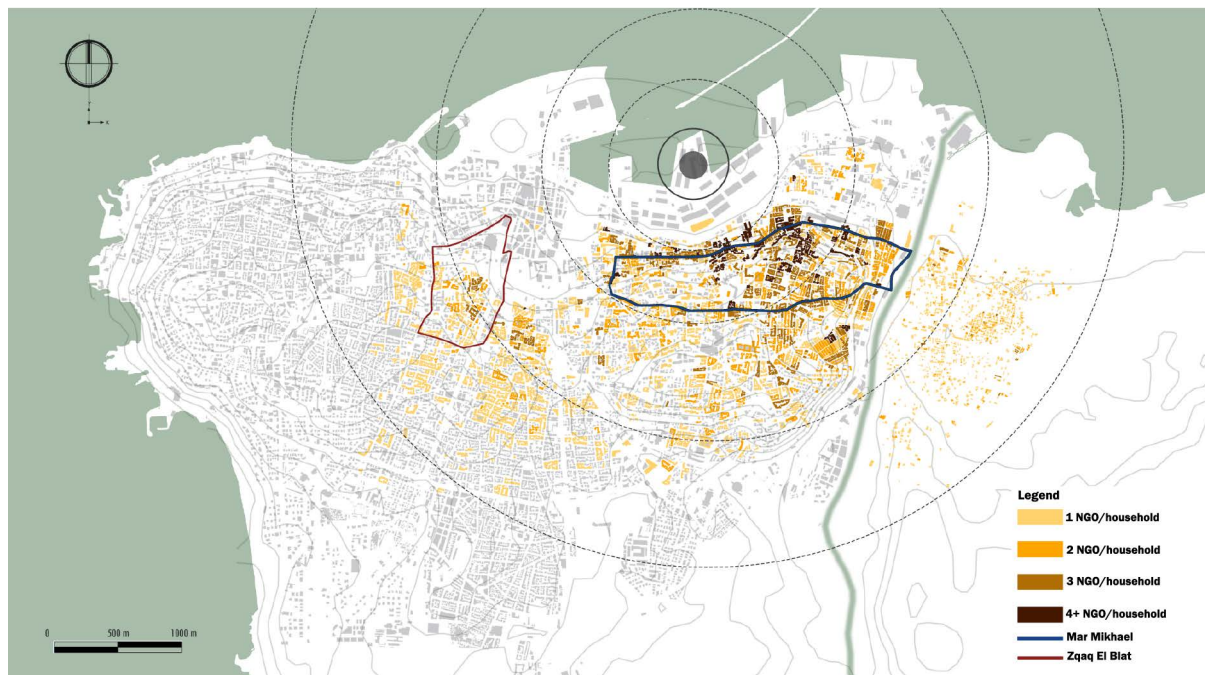 Legend
1 NGO/household
2 NGO/household
3 NGO/household
4+ NGO/household
Mar Mikhael
Zqaq El Blat
0 500 m 1000 m